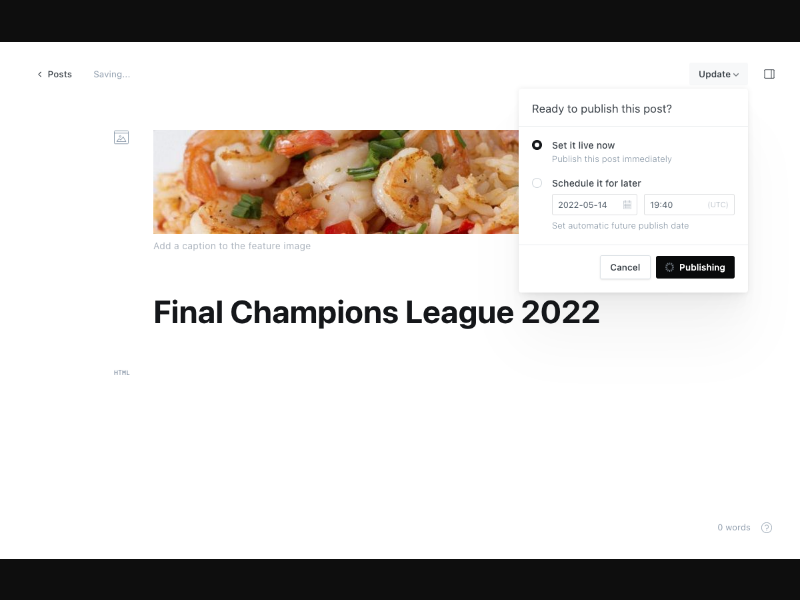 Posts
Saving...
Update
Ready to publish this post?
Set it live now
Publish this post immediately
Schedule it for later
2022-05-14
19:40
(UTC)
Set automatic future publish date
Cancel
Publishing
Add a caption to the feature image
Final Champions League 2022
HTML
0 words
?